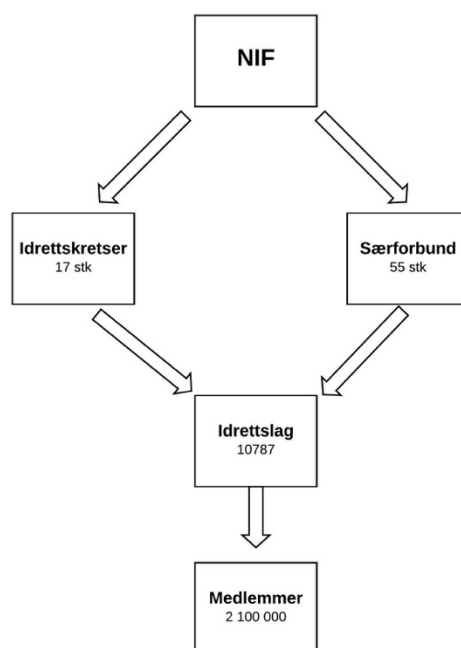 NIF
Idrettskretser
17 stk
Særforbund
55 stk
Idrettslag
10787
Medlemmer
2 100 000